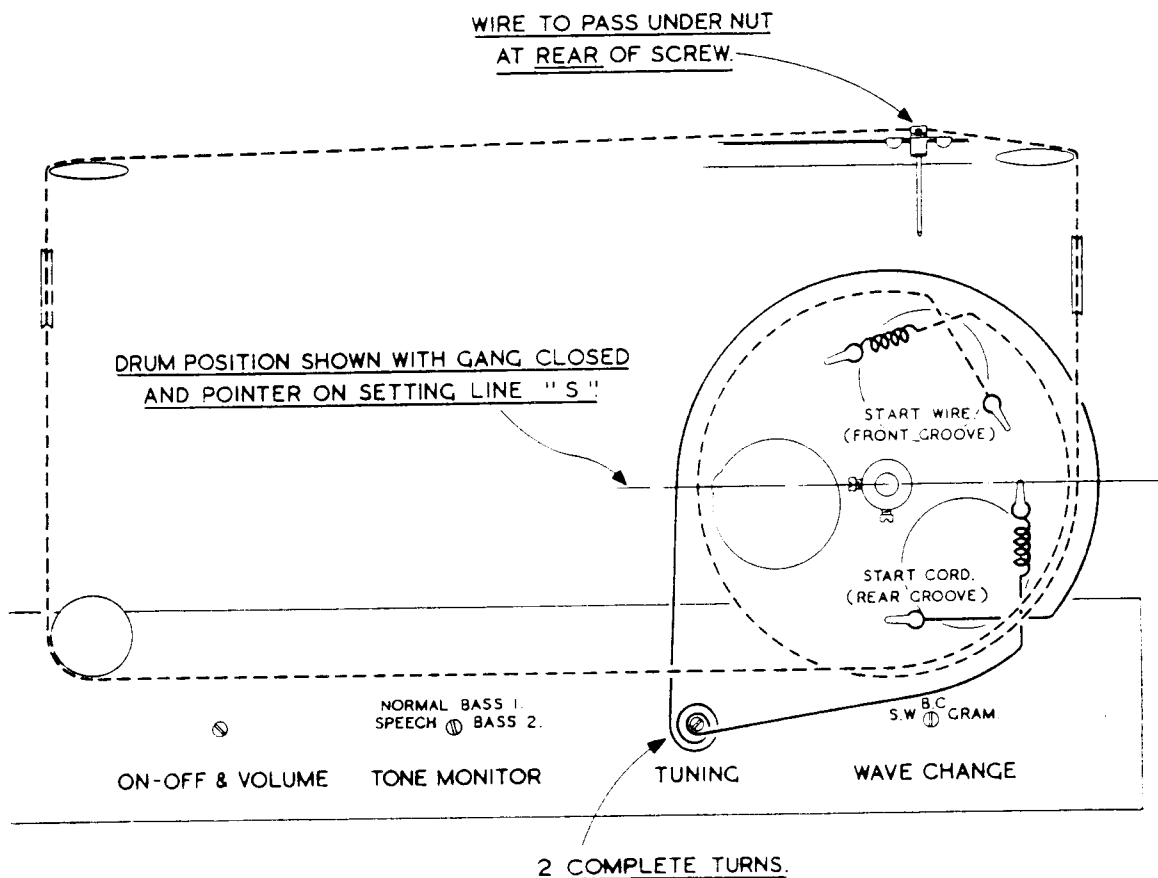 WIRE TO PASS UNDER NUT
AT REAR OF SCREW.
DRUM POSITION SHOWN WITH GANG CLOSED
AND POINTER ON SETTING LINE "S".
START WIRE.
(FRONT GROOVE)
START CORD.
(REAR GROOVE)
NORMAL BASS 1.
SPEECH BASS 2.
B.C
S.W GRAM.
ON-OFF & VOLUME
TONE MONITOR
TUNING
WAVE CHANGE
2 COMPLETE TURNS.